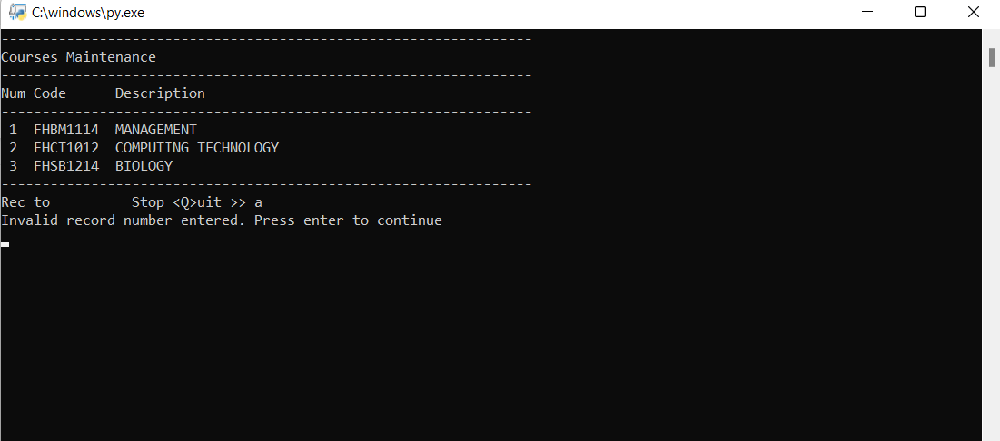 C:\windows\py.exe
-----------------------------------------------------------------
Courses Maintenance
-----------------------------------------------------------------
Num Code      Description
-----------------------------------------------------------------
 1  FHBM1114  MANAGEMENT
 2  FHCT1012  COMPUTING TECHNOLOGY
 3  FHSB1214  BIOLOGY
-----------------------------------------------------------------
Rec to          Stop <Q>uit >> a
Invalid record number entered. Press enter to continue